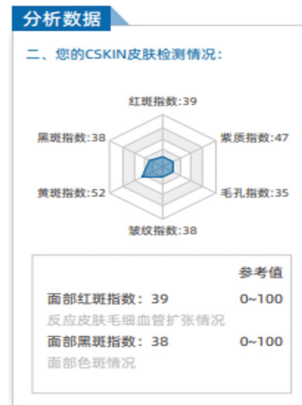 分析数据
二、您的CSKIN皮肤检测情况：
红斑指数:39
黑斑指数:38
紫质指数:47
黄斑指数:52
毛孔指数:35
皱纹指数:38
参考值
面部红斑指数：39 0~100
反应皮肤毛细血管扩张情况
面部黑斑指数：38 0~100
面部色斑情况